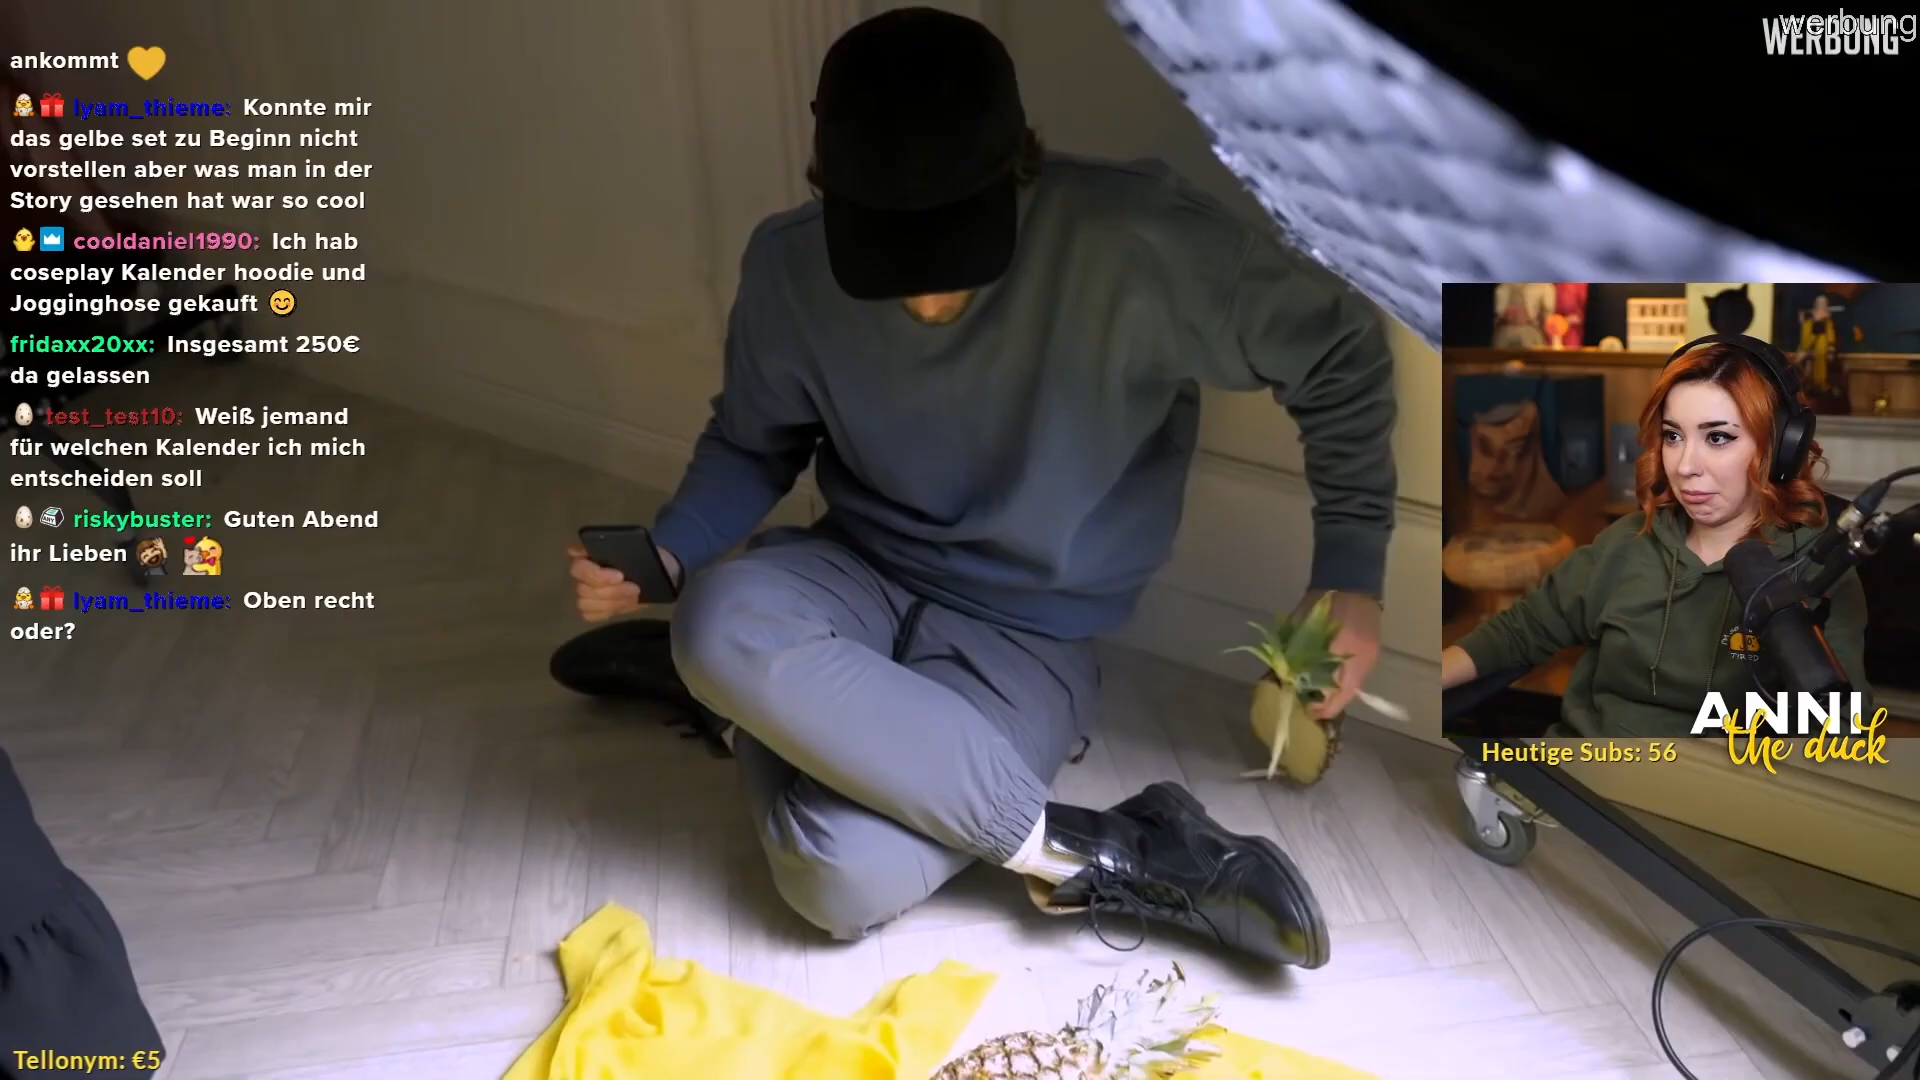 ankommt
lyam_thieme: Konnte mir
das gelbe set zu Beginn nicht
vorstellen aber was man in der
Story gesehen hat war so cool
cooldaniel1990: Ich hab
coseplay Kalender hoodie und
Jogginghose gekauft
fridaxx20xx: Insgesamt 250€
da gelassen
test_test10: Weiß jemand
für welchen Kalender ich mich
entscheiden soll
riskybuster: Guten Abend
ihr Lieben
lyam_thieme: Oben recht
oder?
Tellonym: €5
werbung
WERBUNG
TIRED
ANNI
the duck
Heutige Subs: 56